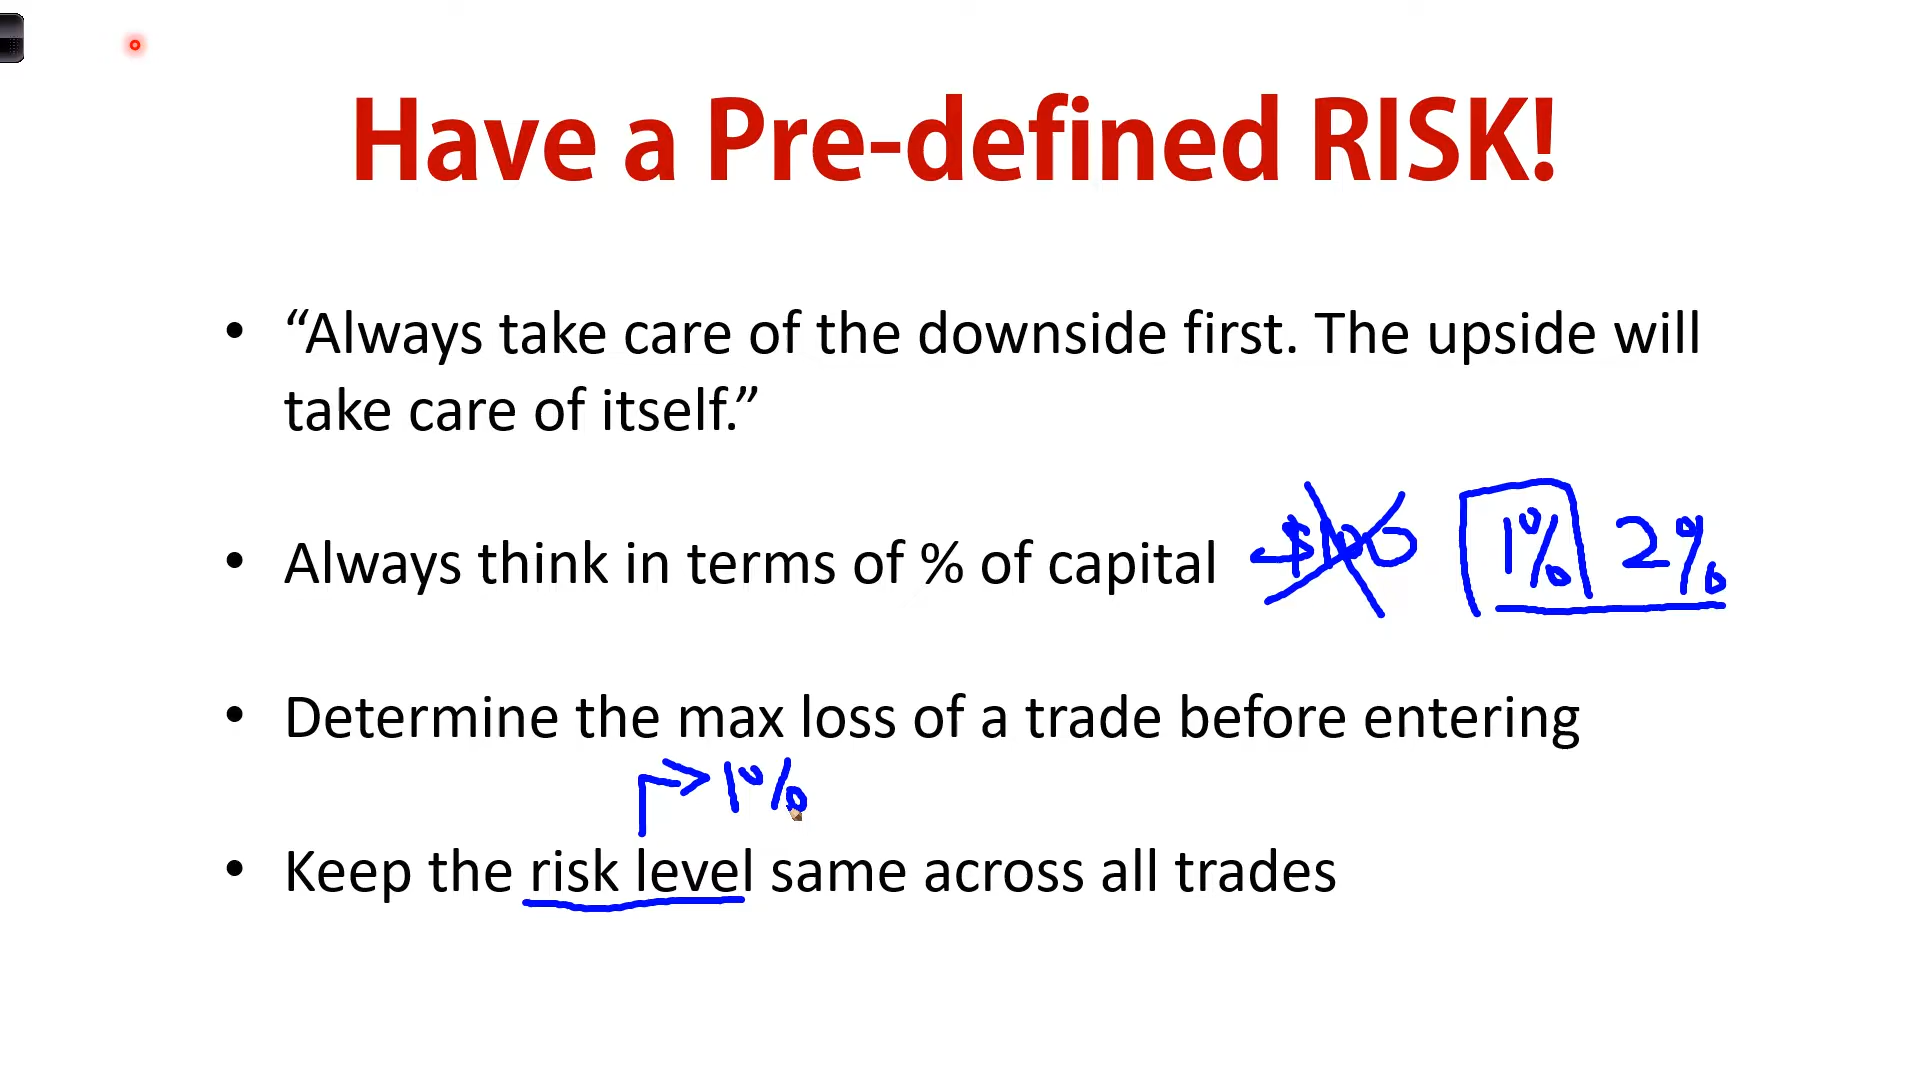 Have a Pre-defined RISK!
• “Always take care of the downside first. The upside will
take care of itself.”
• Always think in terms of % of capital -$100 1% 2%
• Determine the max loss of a trade before entering
1%
• Keep the risk level same across all trades